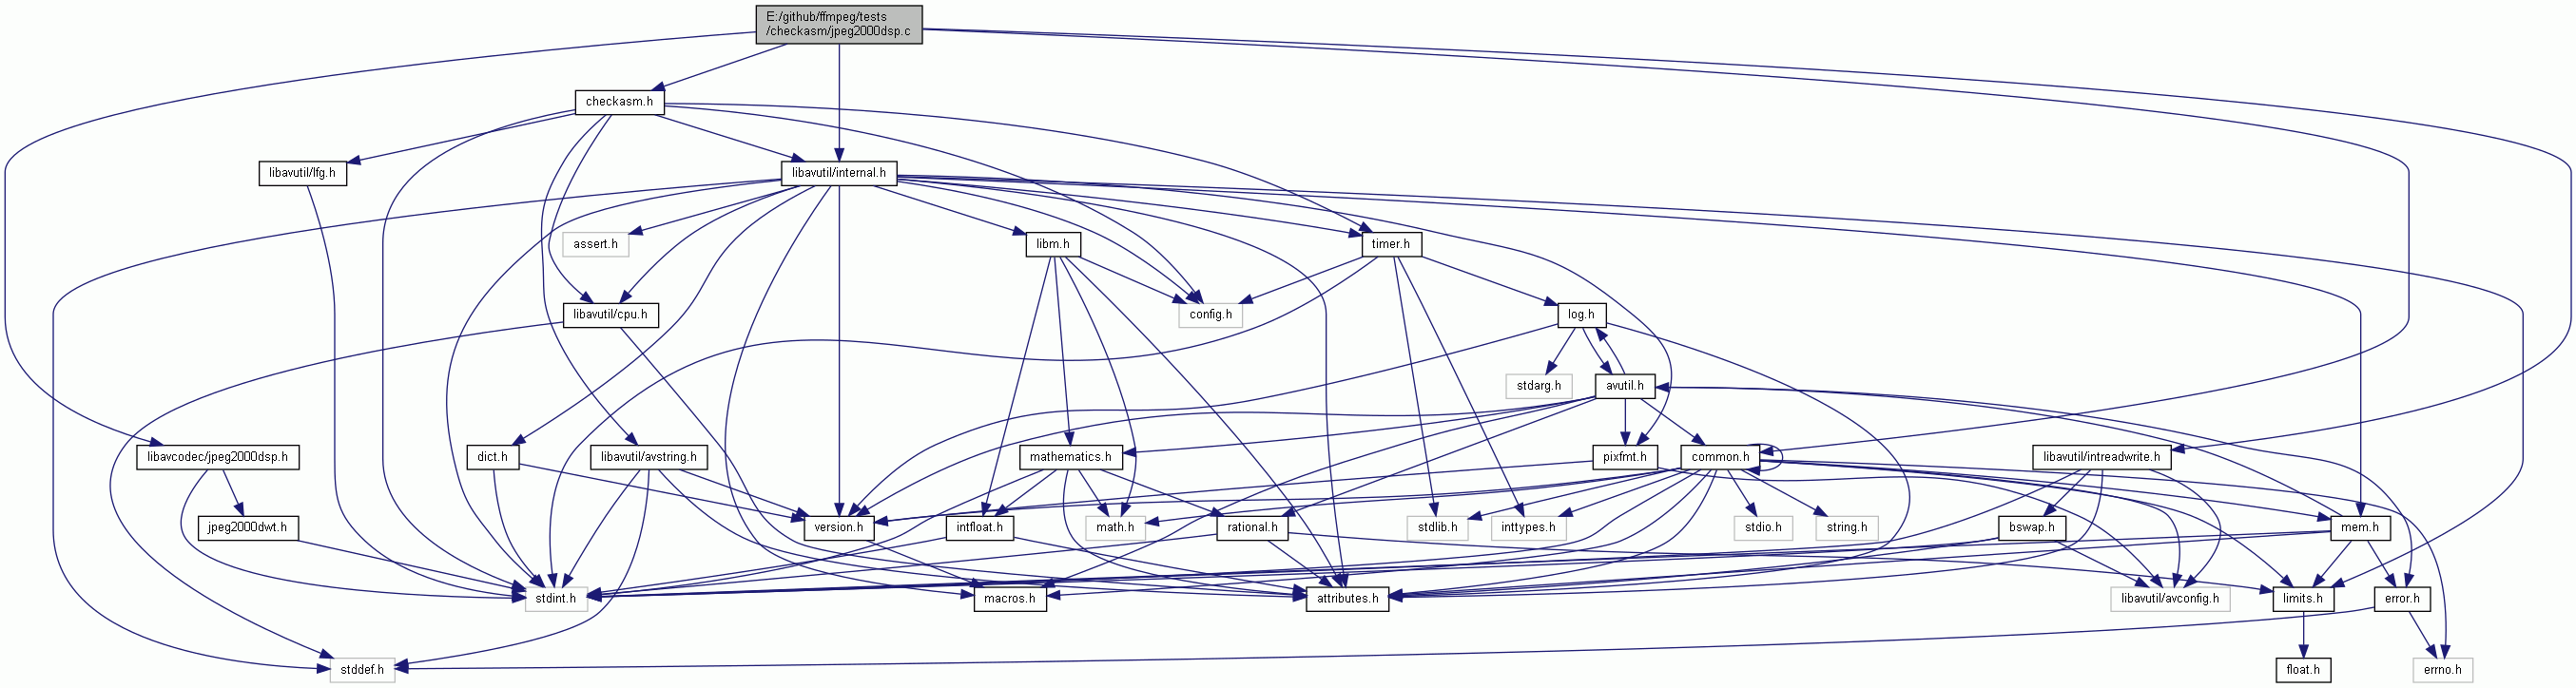 E:/github/ffmpeg/tests
/checkasm/jpeg2000dsp.c
checkasm.h
libavutil/lfg.h
libavutil/internal.h
assert.h
libm.h
timer.h
libavutil/cpu.h
config.h
log.h
stdarg.h
avutil.h
libavcodec/jpeg2000dsp.h
dict.h
libavutil/avstring.h
mathematics.h
pixfmt.h
common.h
libavutil/intreadwrite.h
jpeg2000dwt.h
version.h
intfloat.h
math.h
rational.h
stdlib.h
inttypes.h
stdio.h
string.h
bswap.h
mem.h
stdint.h
macros.h
attributes.h
libavutil/avconfig.h
limits.h
error.h
stddef.h
float.h
errno.h